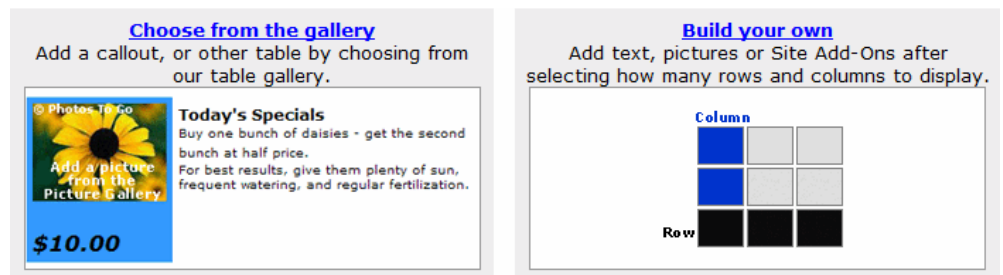 Choose from the gallery
Add a callout, or other table by choosing from
our table gallery.
© Photos To Go
Add a picture
from the
Picture Gallery
$10.00
Today's Specials
Buy one bunch of daisies - get the second
bunch at half price.
For best results, give them plenty of sun,
frequent watering, and regular fertilization.
Build your own
Add text, pictures or Site Add-Ons after
selecting how many rows and columns to display.
Column
Row